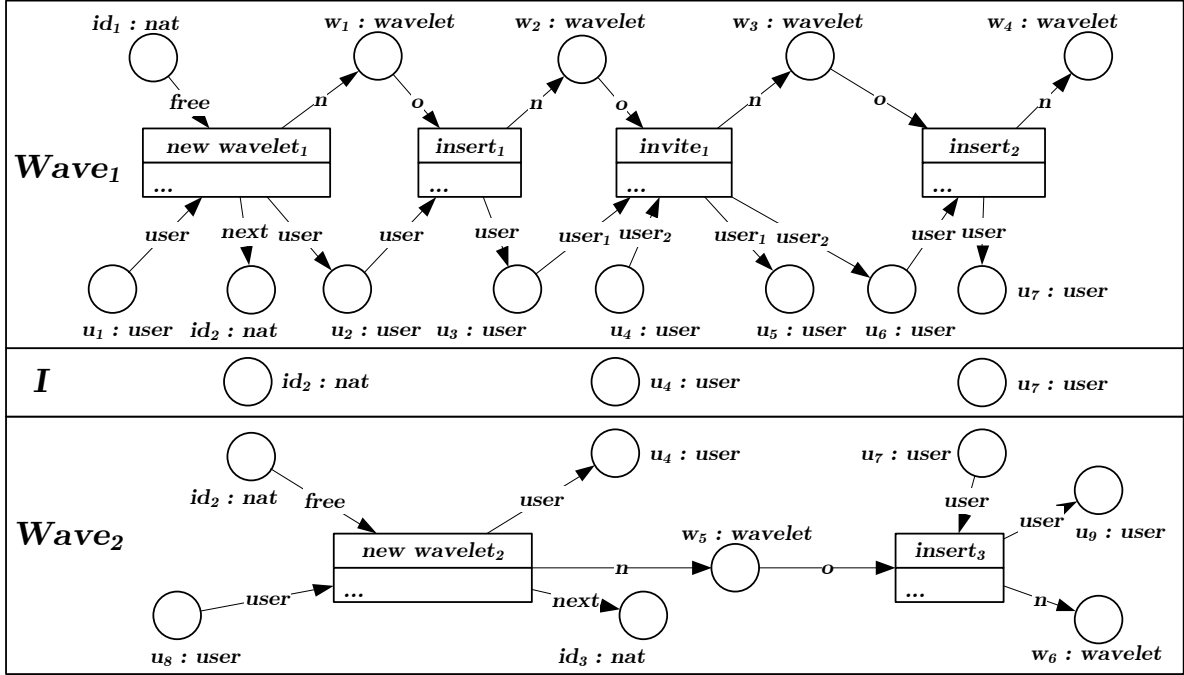 id₁ : nat
w₁ : wavelet
w₂ : wavelet
w₃ : wavelet
w₄ : wavelet
free
n
o
n
o
n
o
n
Wave₁
new wavelet₁
...
insert₁
...
invite₁
...
insert₂
...
user
next
user
user
user
user₁
user₂
user₁
user₂
user
user
u₁ : user
id₂ : nat
u₂ : user
u₃ : user
u₄ : user
u₅ : user
u₆ : user
u₇ : user
I
id₂ : nat
u₄ : user
u₇ : user
Wave₂
id₂ : nat
u₄ : user
u₇ : user
free
user
user
user
u₉ : user
new wavelet₂
...
n
w₅ : wavelet
o
insert₃
...
user
next
n
u₈ : user
id₃ : nat
w₆ : wavelet